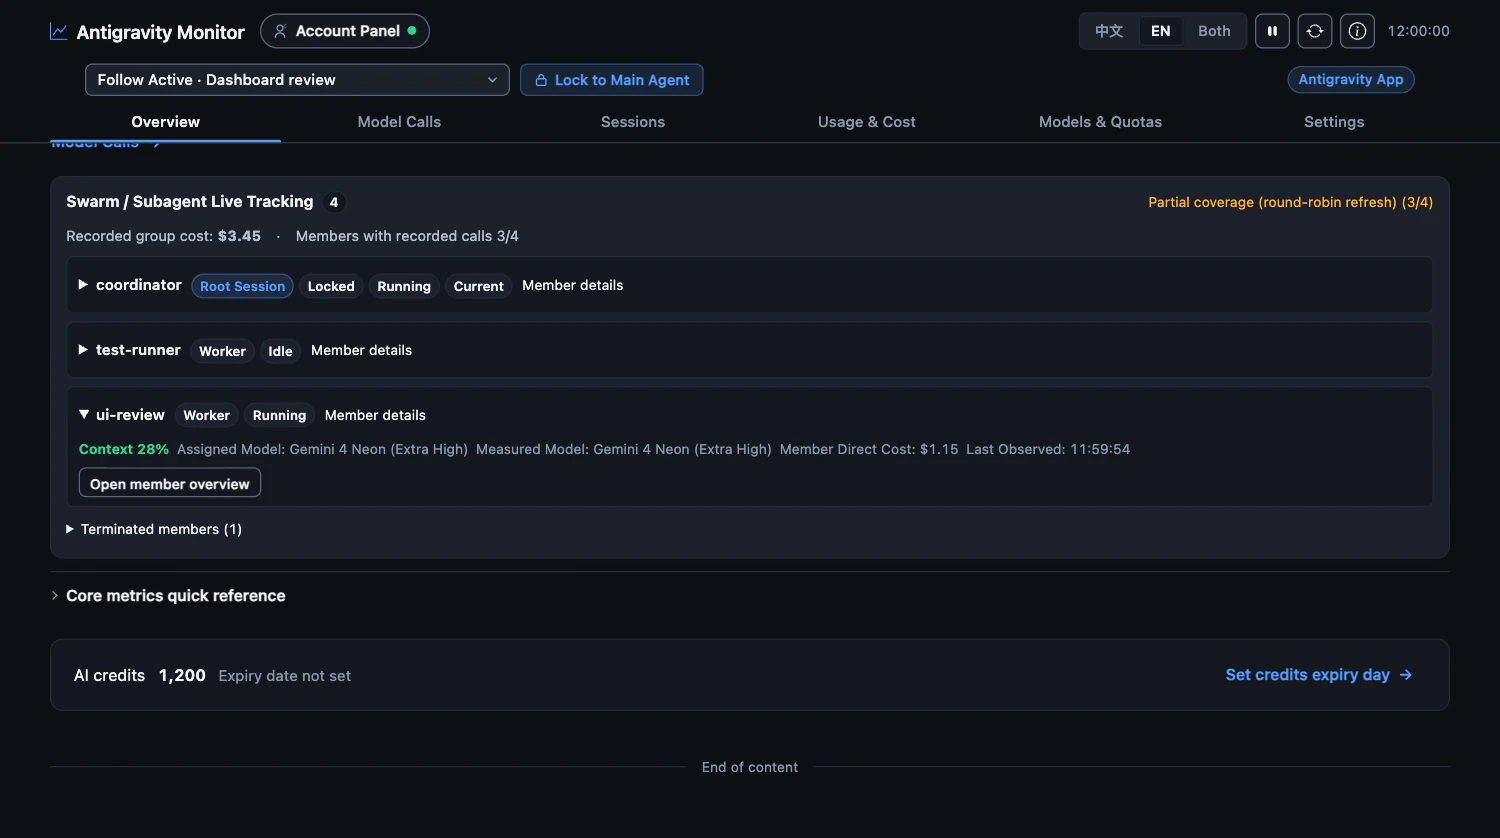 Antigravity Monitor Account Panel 中文 EN Both 12:00:00
Follow Active · Dashboard review Lock to Main Agent Antigravity App
Overview Model Calls Sessions Usage & Cost Models & Quotas Settings
Model Calls
Swarm / Subagent Live Tracking 4 Partial coverage (round-robin refresh) (3/4)
Recorded group cost: $3.45 · Members with recorded calls 3/4
coordinator Root Session Locked Running Current Member details
test-runner Worker Idle Member details
ui-review Worker Running Member details
Context 28% Assigned Model: Gemini 4 Neon (Extra High) Measured Model: Gemini 4 Neon (Extra High) Member Direct Cost: $1.15 Last Observed: 11:59:54
Open member overview
Terminated members (1)
Core metrics quick reference
AI credits 1,200 Expiry date not set Set credits expiry day →
End of content